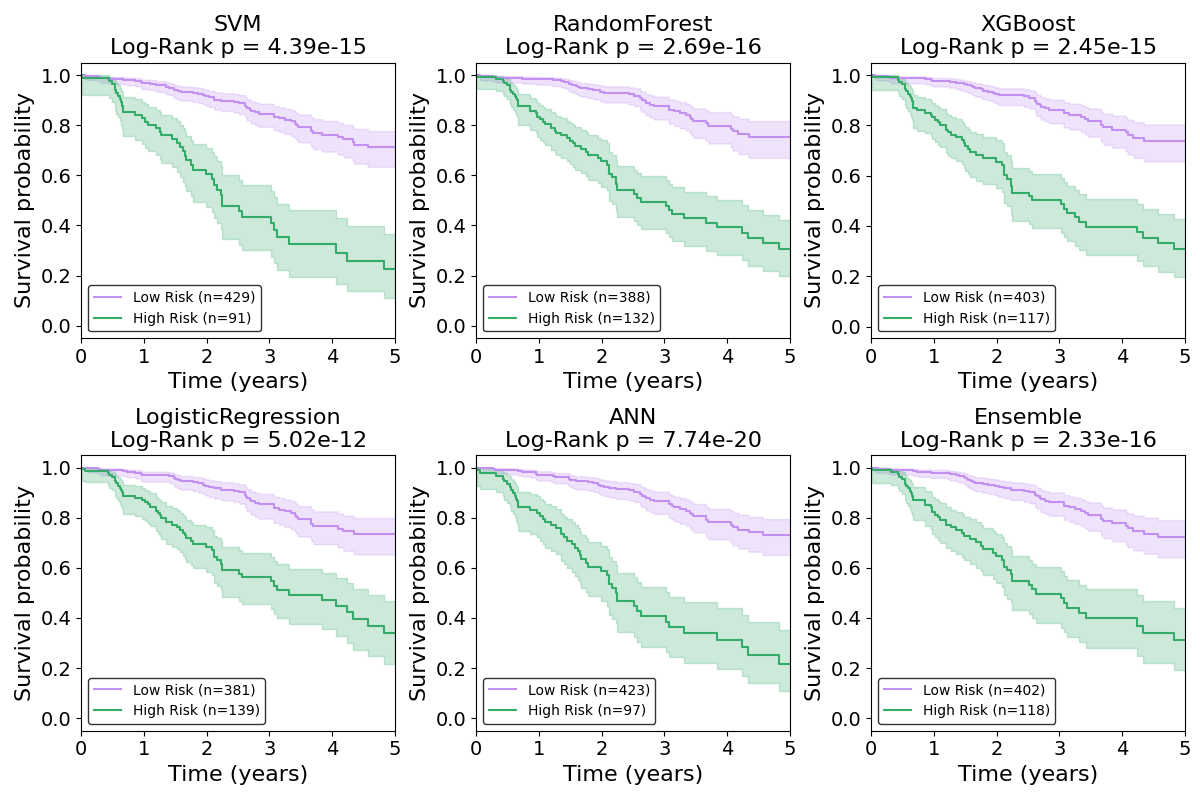 SVM
Log-Rank p = 4.39e-15
Survival probability
1.0
0.8
0.6
0.4
0.2
0.0
Low Risk (n=429)
High Risk (n=91)
0 1 2 3 4 5
Time (years)
RandomForest
Log-Rank p = 2.69e-16
Survival probability
1.0
0.8
0.6
0.4
0.2
0.0
Low Risk (n=388)
High Risk (n=132)
0 1 2 3 4 5
Time (years)
XGBoost
Log-Rank p = 2.45e-15
Survival probability
1.0
0.8
0.6
0.4
0.2
0.0
Low Risk (n=403)
High Risk (n=117)
0 1 2 3 4 5
Time (years)
LogisticRegression
Log-Rank p = 5.02e-12
Survival probability
1.0
0.8
0.6
0.4
0.2
0.0
Low Risk (n=381)
High Risk (n=139)
0 1 2 3 4 5
Time (years)
ANN
Log-Rank p = 7.74e-20
Survival probability
1.0
0.8
0.6
0.4
0.2
0.0
Low Risk (n=423)
High Risk (n=97)
0 1 2 3 4 5
Time (years)
Ensemble
Log-Rank p = 2.33e-16
Survival probability
1.0
0.8
0.6
0.4
0.2
0.0
Low Risk (n=402)
High Risk (n=118)
0 1 2 3 4 5
Time (years)